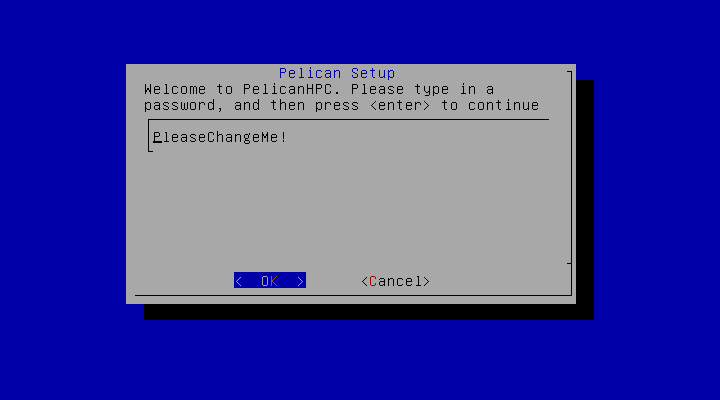 Pelican Setup
Welcome to PelicanHPC. Please type in a
password, and then press <enter> to continue
PleaseChangeMe!
<  OK  > <Cancel>